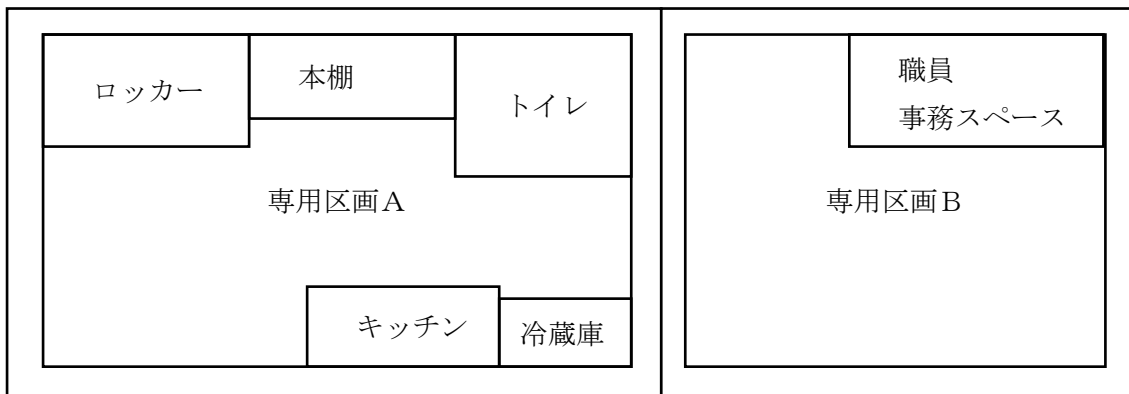 ロッカー
本棚
トイレ
専用区画A
キッチン
冷蔵庫
職員
事務スペース
専用区画B